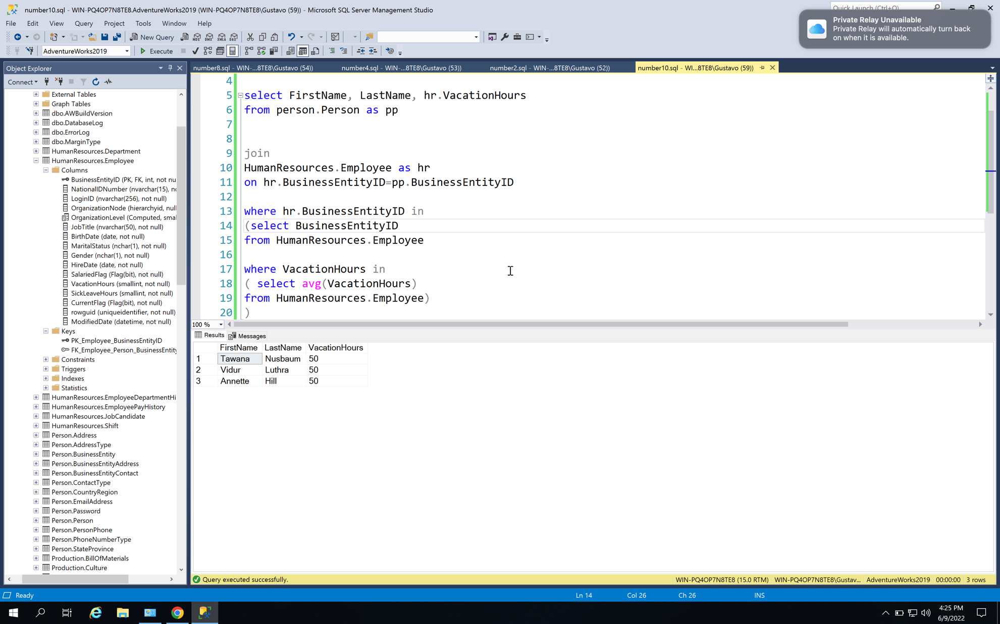 number10.sql - WIN-PQ4OP7N8TE8.AdventureWorks2019 (WIN-PQ4OP7N8TE8\Gustavo (59)) - Microsoft SQL Server Management Studio
Quick Launch (Ctrl+Q)
Private Relay Unavailable
Private Relay will automatically turn back
on when it is available.
File Edit View Query Project Tools Window Help
New Query
MDX DMX XMLA DAX
AdventureWorks2019 Execute
Object Explorer
Connect
External Tables
Graph Tables
dbo.AWBuildVersion
dbo.DatabaseLog
dbo.ErrorLog
dbo.MarginType
HumanResources.Department
HumanResources.Employee
Columns
BusinessEntityID (PK, FK, int, not nu
NationalIDNumber (nvarchar(15), no
LoginID (nvarchar(256), not null)
OrganizationNode (hierarchyid, null
OrganizationLevel (Computed, smal
JobTitle (nvarchar(50), not null)
BirthDate (date, not null)
MaritalStatus (nchar(1), not null)
Gender (nchar(1), not null)
HireDate (date, not null)
SalariedFlag (Flag(bit), not null)
VacationHours (smallint, not null)
SickLeaveHours (smallint, not null)
CurrentFlag (Flag(bit), not null)
rowguid (uniqueidentifier, not null)
ModifiedDate (datetime, not null)
Keys
PK_Employee_BusinessEntityID
FK_Employee_Person_BusinessEntity
Constraints
Triggers
Indexes
Statistics
HumanResources.EmployeeDepartmentHi
HumanResources.EmployeePayHistory
HumanResources.JobCandidate
HumanResources.Shift
Person.Address
Person.AddressType
Person.BusinessEntity
Person.BusinessEntityAddress
Person.BusinessEntityContact
Person.ContactType
Person.CountryRegion
Person.EmailAddress
Person.Password
Person.Person
Person.PersonPhone
Person.PhoneNumberType
Person.StateProvince
Production.BillOfMaterials
Production.Culture
number8.sql - WIN-...8TE8\Gustavo (54)) number4.sql - WIN-...8TE8\Gustavo (53)) number2.sql - WIN-...8TE8\Gustavo (52)) number10.sql - WI...8TE8\Gustavo (59))
4
5 select FirstName, LastName, hr.VacationHours
6 from person.Person as pp
7
8
9 join
10 HumanResources.Employee as hr
11 on hr.BusinessEntityID=pp.BusinessEntityID
12
13 where hr.BusinessEntityID in
14 (select BusinessEntityID
15 from HumanResources.Employee
16
17 where VacationHours in
18 ( select avg(VacationHours)
19 from HumanResources.Employee)
20 )
100 %
Results Messages
FirstName LastName VacationHours
1 Tawana Nusbaum 50
2 Vidur Luthra 50
3 Annette Hill 50
Query executed successfully. WIN-PQ4OP7N8TE8 (15.0 RTM) WIN-PQ4OP7N8TE8\Gustav... AdventureWorks2019 00:00:00 3 rows
Ready Ln 14 Col 26 Ch 26 INS
4:25 PM
6/9/2022